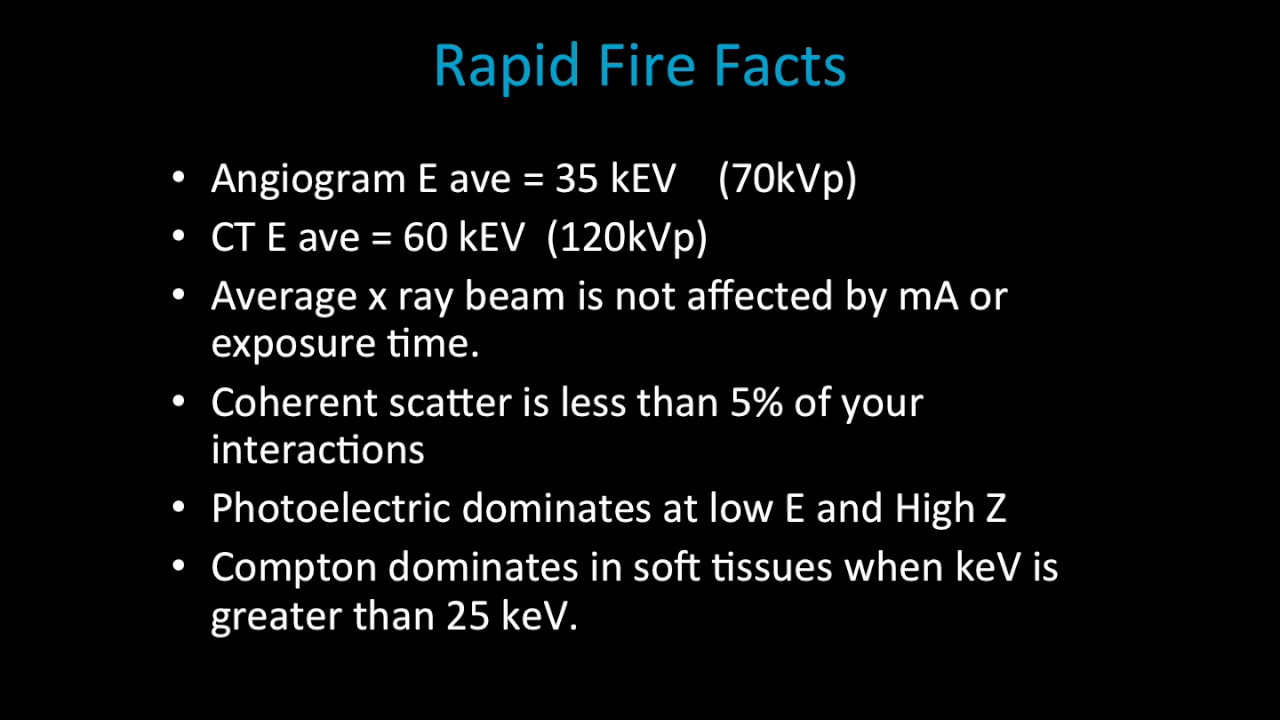 Rapid Fire Facts
• Angiogram E ave = 35 kEV (70kVp)
• CT E ave = 60 kEV (120kVp)
• Average x ray beam is not affected by mA or
exposure time.
• Coherent scatter is less than 5% of your
interactions
• Photoelectric dominates at low E and High Z
• Compton dominates in soft tissues when keV is
greater than 25 keV.